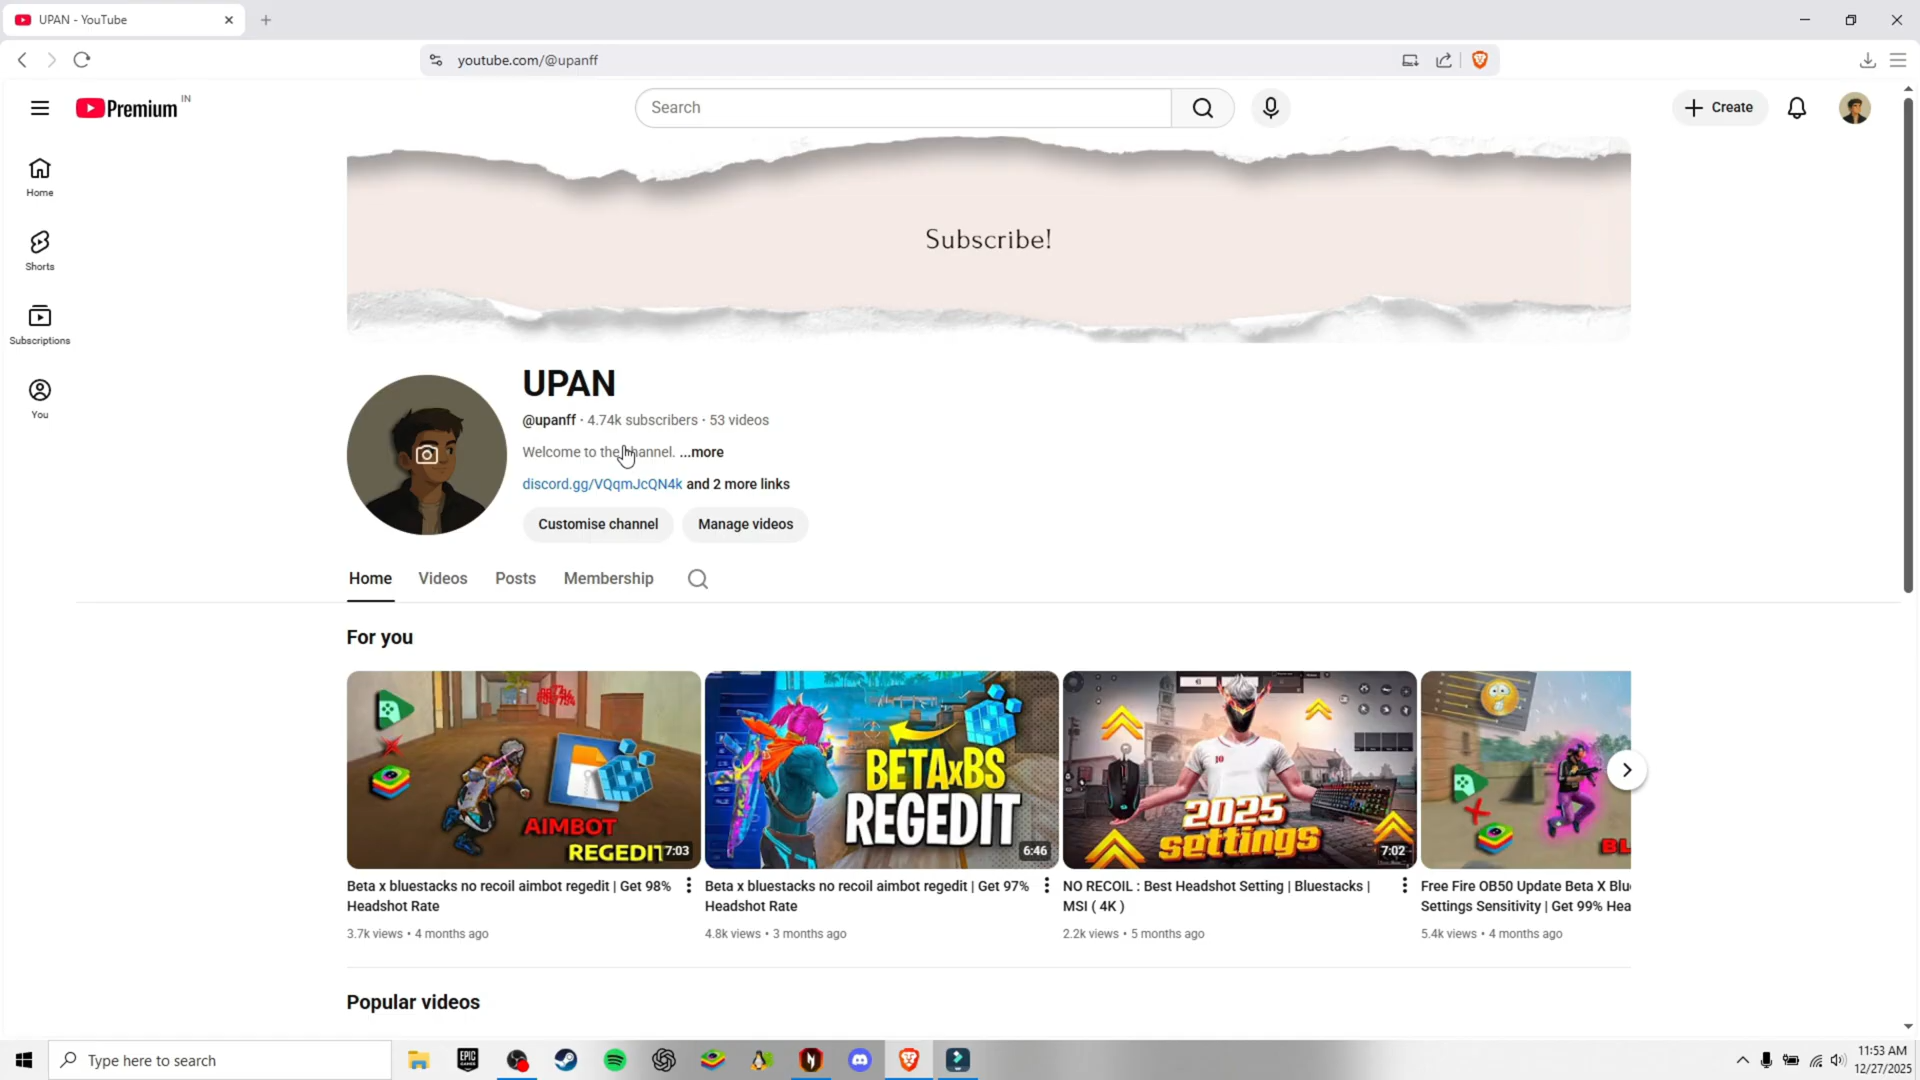 UPAN - YouTube
youtube.com/@upanff
Premium IN
Search
Create
Home
Shorts
Subscriptions
You
Subscribe!
UPAN
@upanff · 4.74k subscribers · 53 videos
Welcome to the channel. ...more
discord.gg/VQqmJcQN4k and 2 more links
Customise channel
Manage videos
Home
Videos
Posts
Membership
For you
AIMBOT
REGEDIT
7:03
BETAxBS
REGEDIT
6:46
10
2025
settings
7:02
BL
Beta x bluestacks no recoil aimbot regedit | Get 98%
Headshot Rate
3.7k views • 4 months ago
Beta x bluestacks no recoil aimbot regedit | Get 97%
Headshot Rate
4.8k views • 3 months ago
NO RECOIL : Best Headshot Setting | Bluestacks |
MSI ( 4K )
2.2k views • 5 months ago
Free Fire OB50 Update Beta X Blu
Settings Sensitivity | Get 99% Hea
5.4k views • 4 months ago
Popular videos
Type here to search
EPIC
GAMES
11:53 AM
12/27/2025